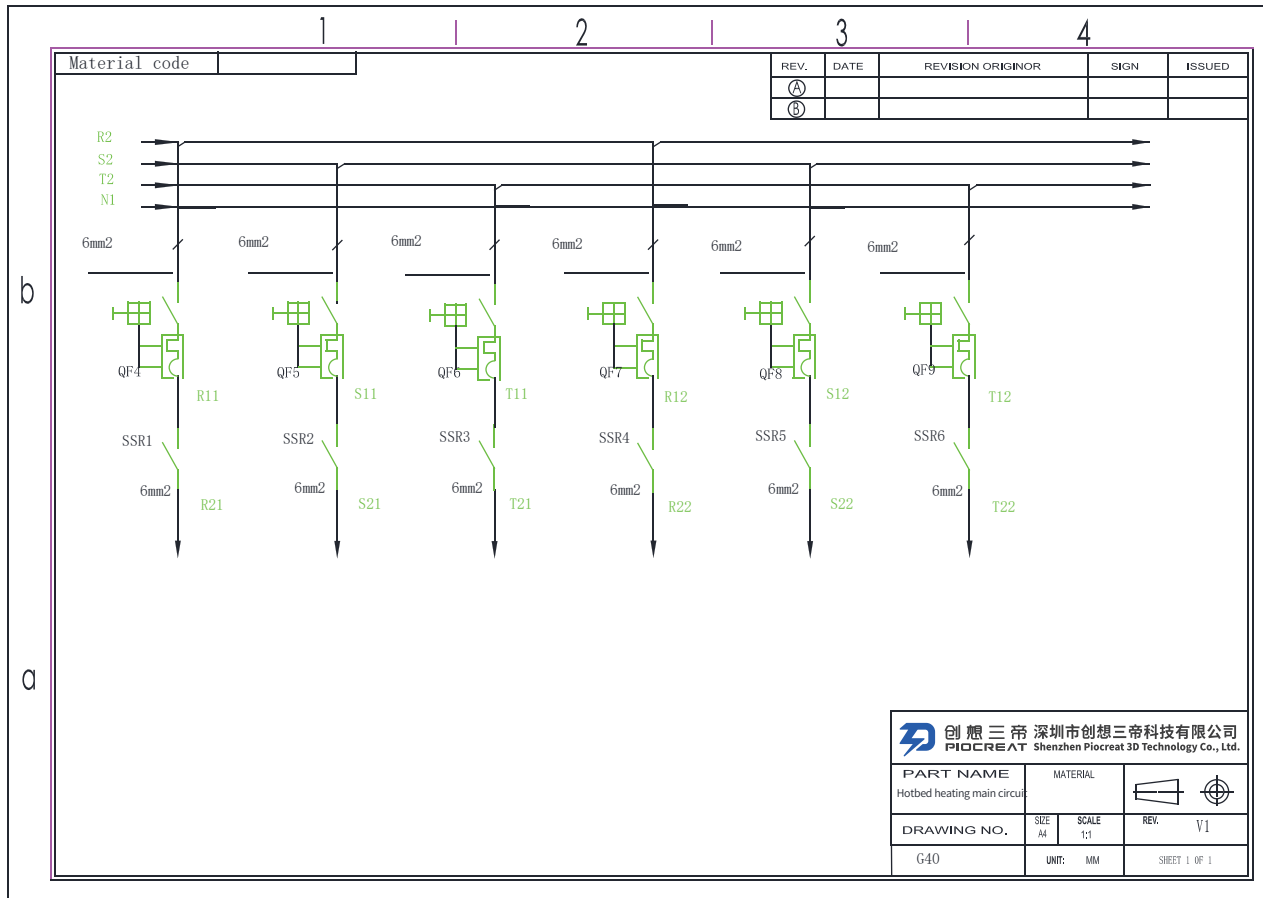 1 2 3 4
Material code
REV. DATE REVISION ORIGINOR SIGN ISSUED
A
B
R2
S2
T2
N1
6mm2 6mm2 6mm2 6mm2 6mm2 6mm2
b
QF4 QF5 QF6 QF7 QF8 QF9
R11 S11 T11 R12 S12 T12
SSR1 SSR2 SSR3 SSR4 SSR5 SSR6
6mm2 6mm2 6mm2 6mm2 6mm2 6mm2
R21 S21 T21 R22 S22 T22
a
创想三帝 深圳市创想三帝科技有限公司
PIOCREAT Shenzhen Piocreat 3D Technology Co., Ltd.
PART NAME MATERIAL
Hotbed heating main circuit
DRAWING NO. SIZE SCALE REV. V1
A4 1:1
G40 UNIT: MM SHEET 1 OF 1